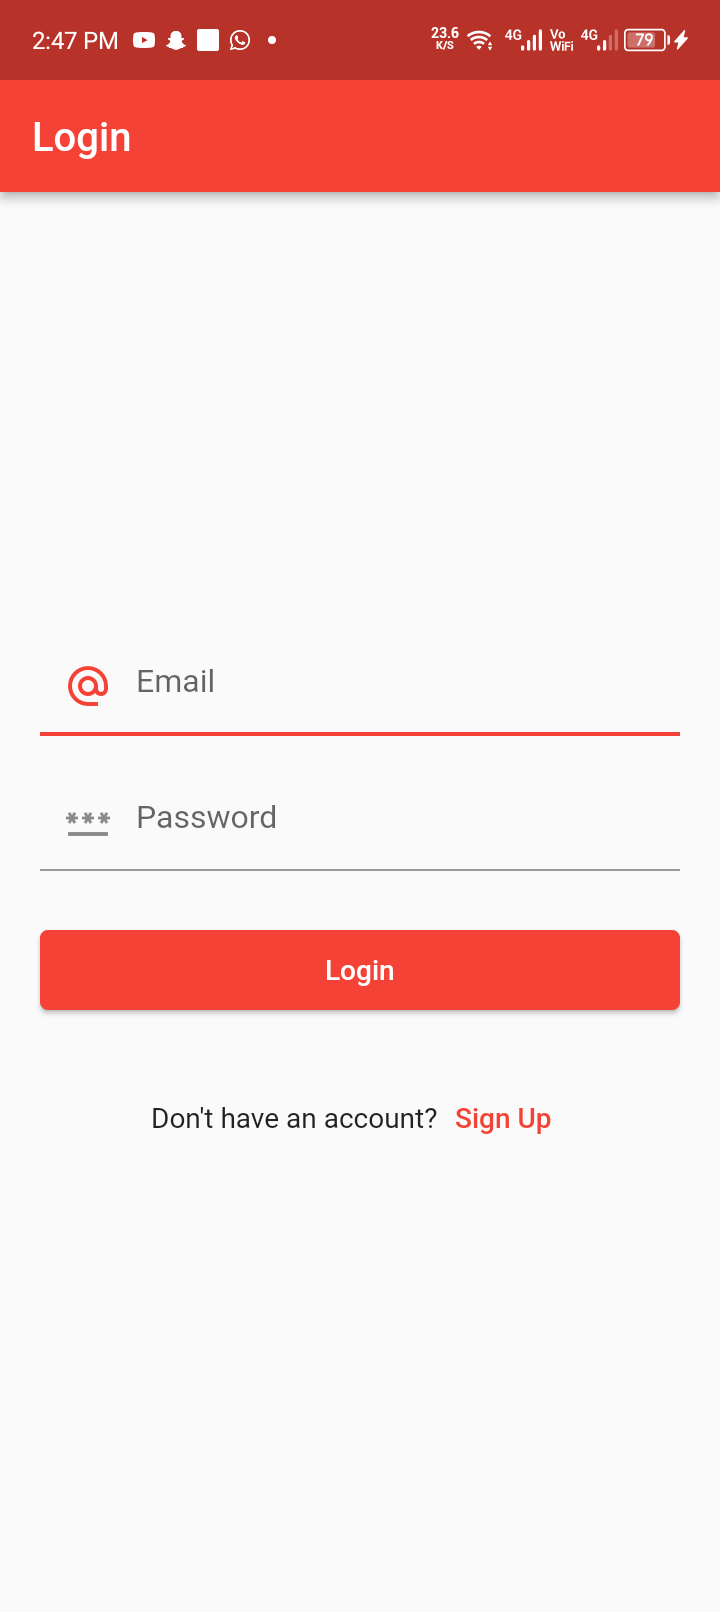 2:47 PM 23.6 K/S 4G Vo WiFi 4G 79
Login
Email
*** Password
Login
Don't have an account? Sign Up